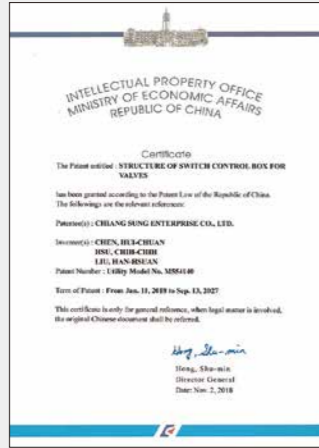 INTELLECTUAL PROPERTY OFFICE
MINISTRY OF ECONOMIC AFFAIRS
REPUBLIC OF CHINA
Certificate
The Patent entitled : STRUCTURE OF SWITCH CONTROL BOX FOR
VALVES
has been granted according to the Patent Law of the Republic of China.
The followings are the relevant references:
Patentee(s) : CHIANG SUNG ENTERPRISE CO., LTD.
Inventor(s) : CHEN, HUI-CHUAN
HSU, CHIH-CHIH
LIU, HAN-HSUAN
Patent Number : Utility Model No. M554140
Term of Patent : From Jan. 11, 2018 to Sep. 13, 2027
This certificate is only for general reference, when legal matter is involved,
the original Chinese document shall be referred.
Hong, Shu-min
Hong, Shu-min
Director General
Date: Nov. 2, 2018